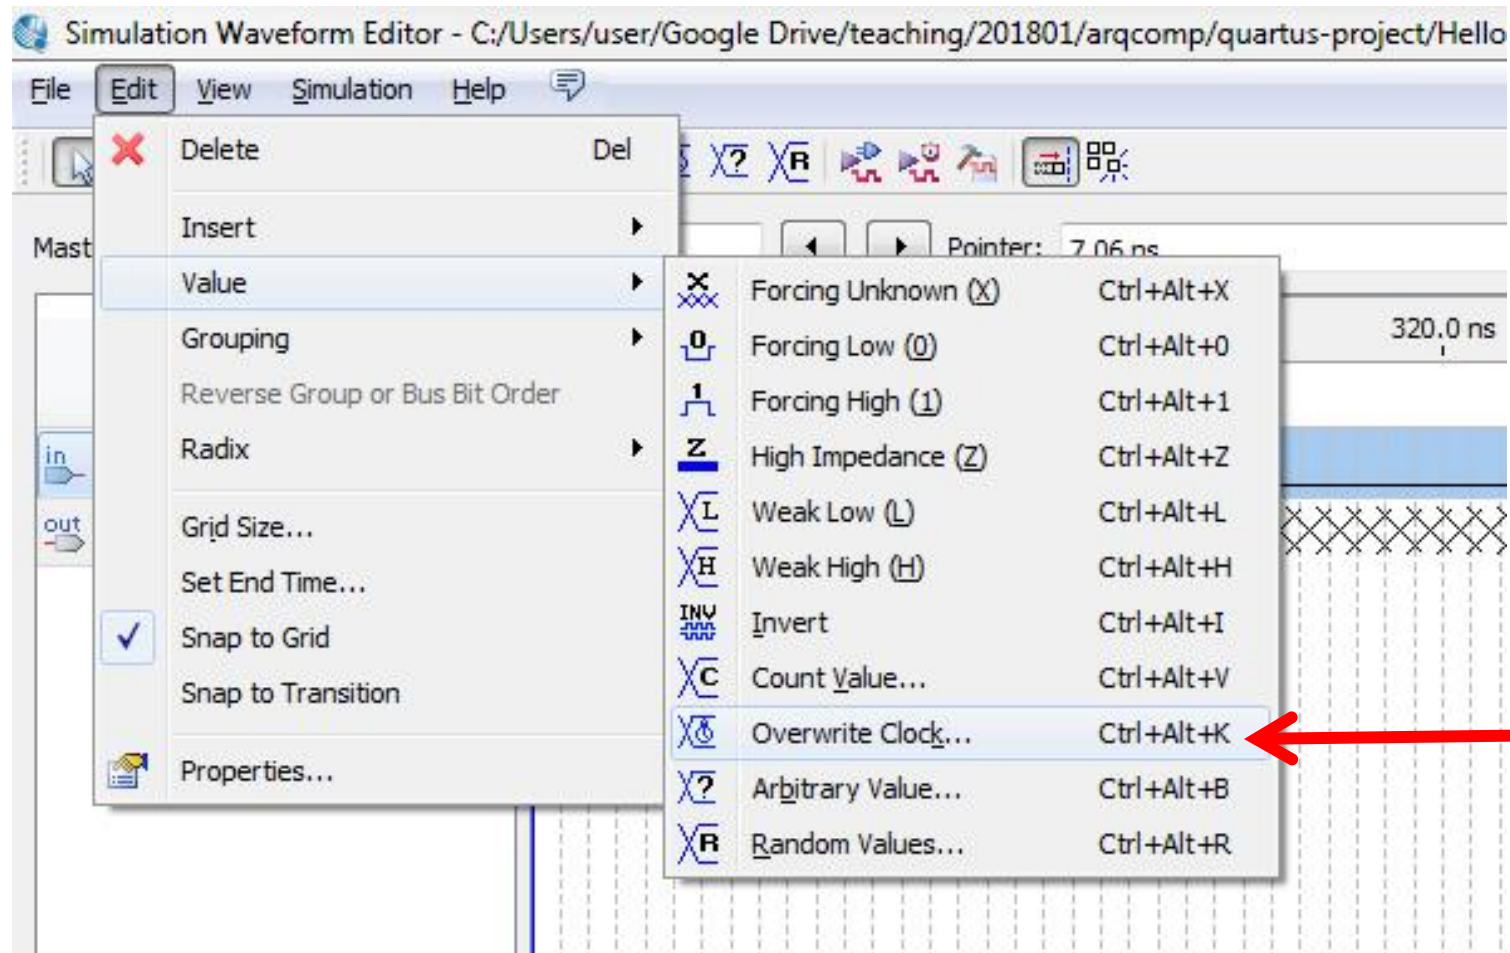 Simulation Waveform Editor - C:/Users/user/Google Drive/teaching/201801/arqcomp/quartus-project/Hello
File Edit View Simulation Help
Delete Del
Insert
Mast Pointer: 7.06 ns
Value
Forcing Unknown (X) Ctrl+Alt+X
320.0 ns
Grouping
Forcing Low (0) Ctrl+Alt+0
Reverse Group or Bus Bit Order
Forcing High (1) Ctrl+Alt+1
in
Radix
High Impedance (Z) Ctrl+Alt+Z
out
Grid Size...
Weak Low (L) Ctrl+Alt+L
Set End Time...
Weak High (H) Ctrl+Alt+H
Snap to Grid
INV Invert Ctrl+Alt+I
Snap to Transition
Count Value... Ctrl+Alt+V
Overwrite Clock... Ctrl+Alt+K
Properties...
Arbitrary Value... Ctrl+Alt+B
Random Values... Ctrl+Alt+R